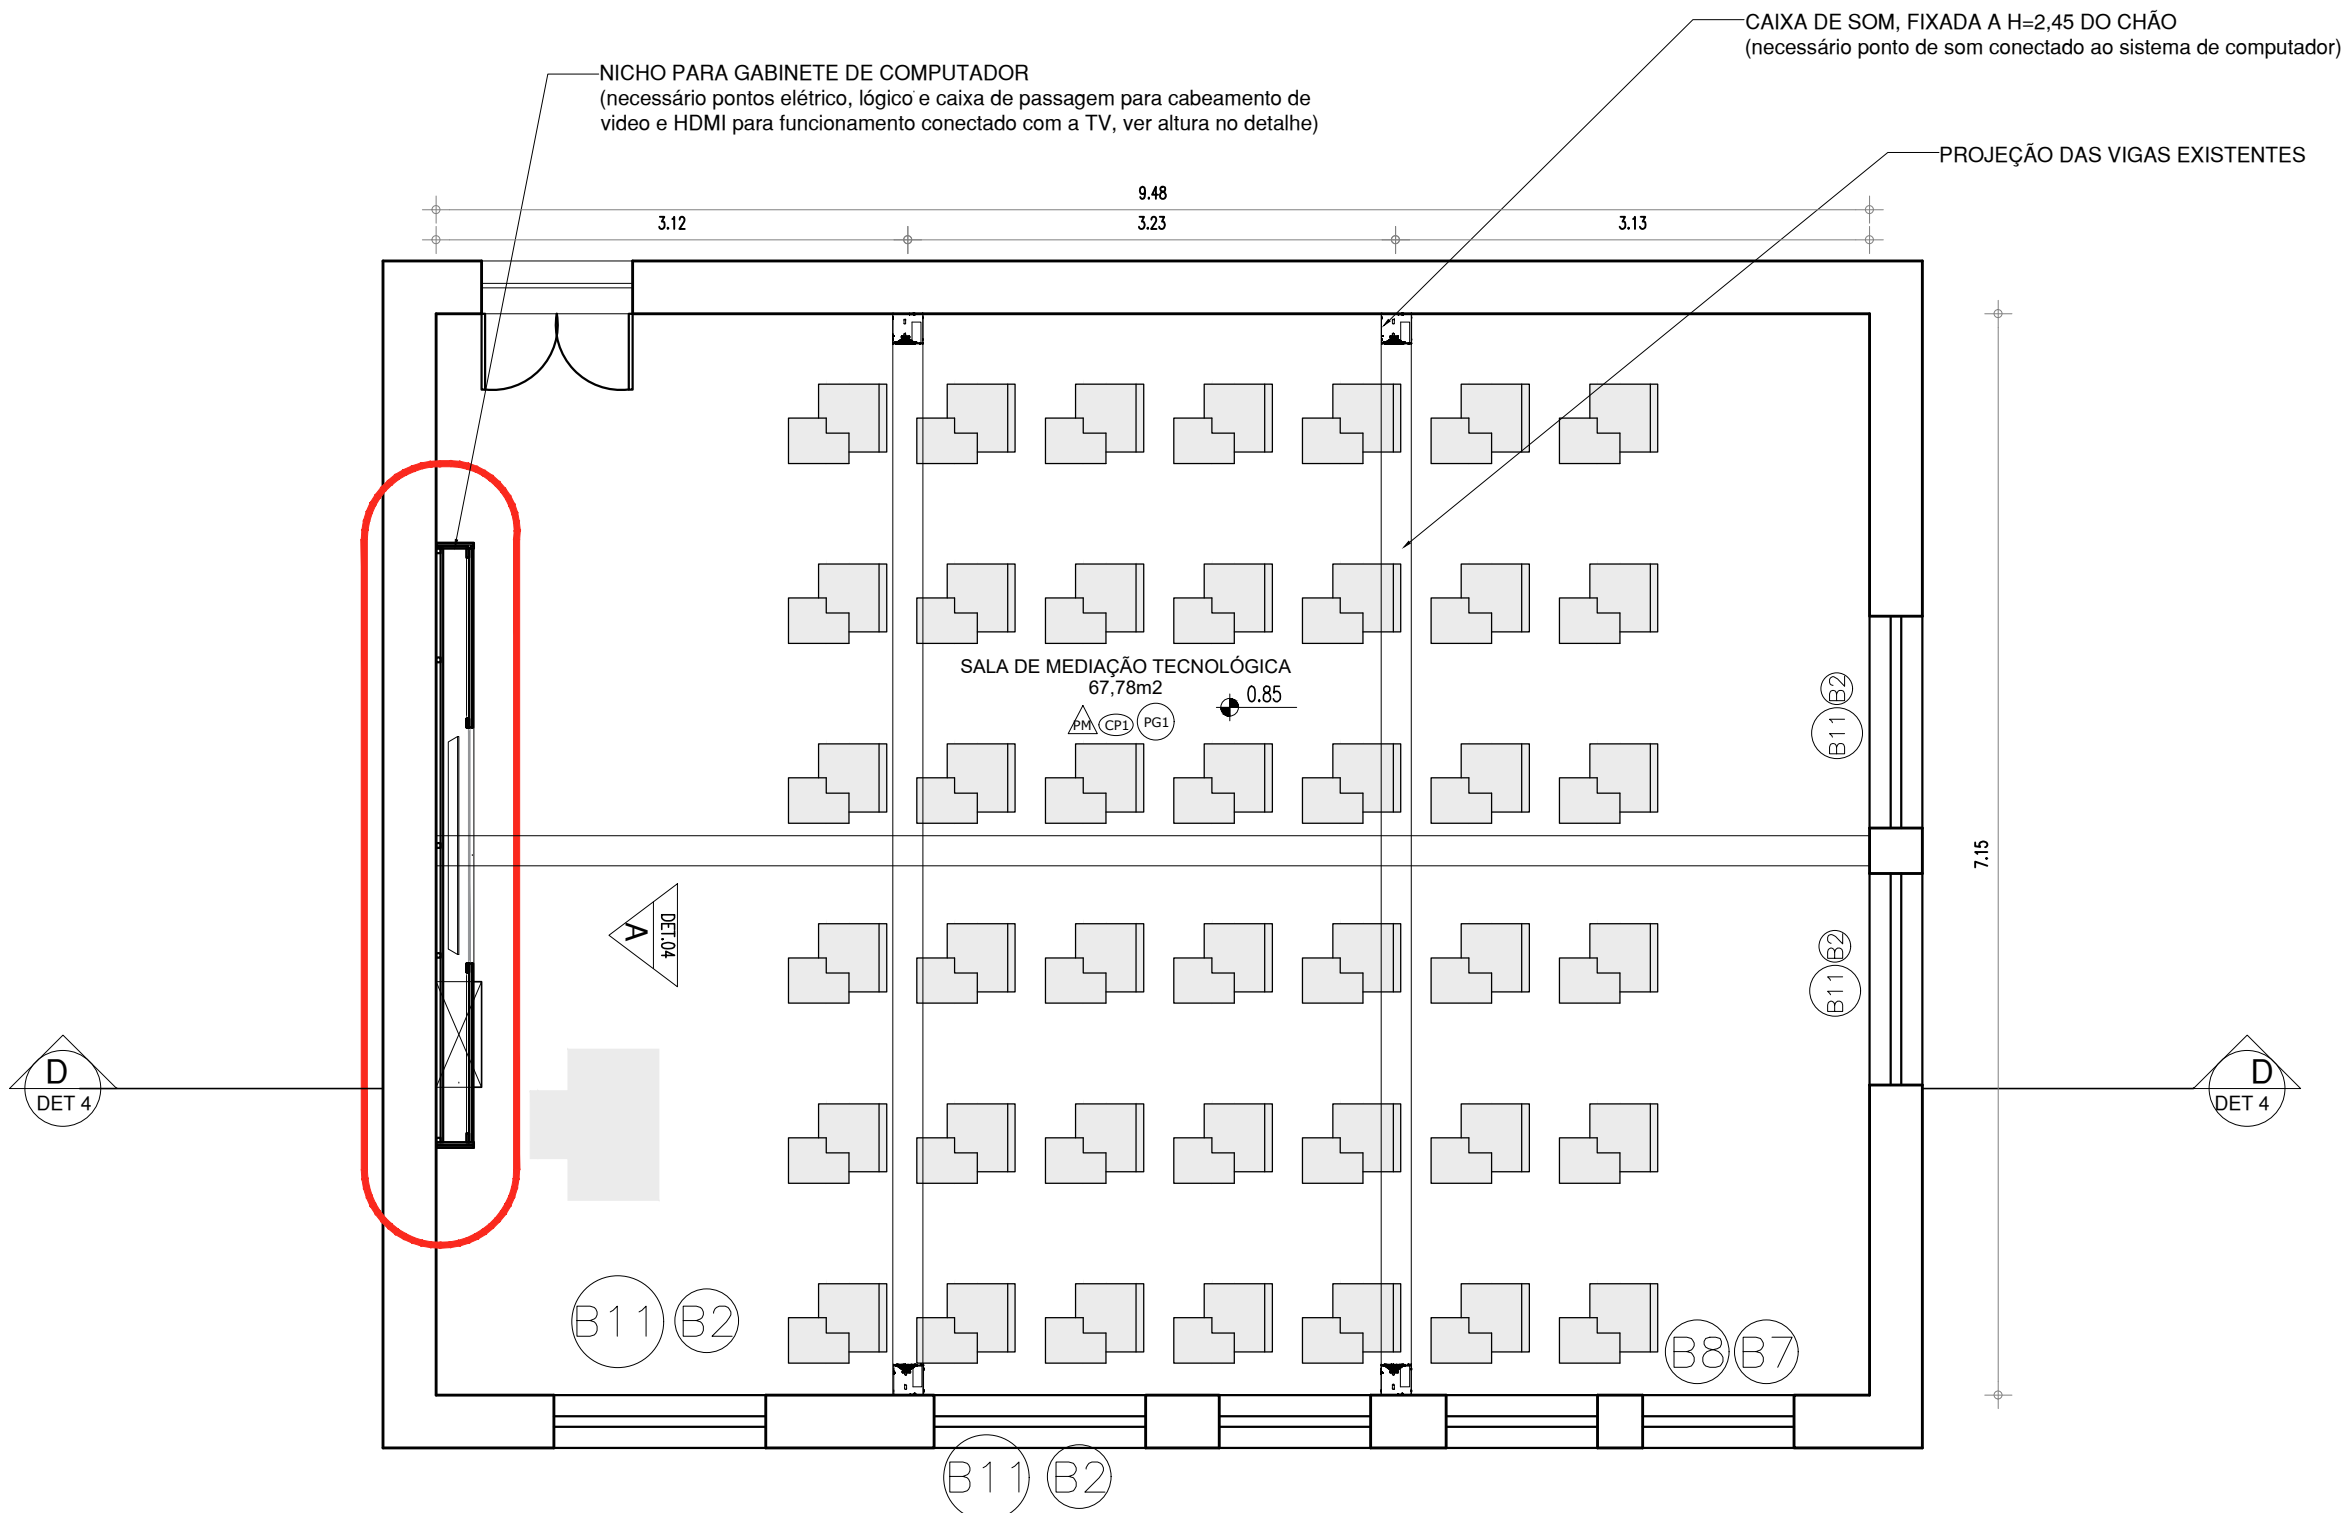 CAIXA DE SOM, FIXADA A H=2,45 DO CHÃO
(necessário ponto de som conectado ao sistema de computador)
NICHO PARA GABINETE DE COMPUTADOR
(necessário pontos elétrico, lógico e caixa de passagem para cabeamento de
video e HDMI para funcionamento conectado com a TV, ver altura no detalhe)
PROJEÇÃO DAS VIGAS EXISTENTES
9.48
3.12
3.23
3.13
SALA DE MEDIAÇÃO TECNOLÓGICA
67,78m2
0.85
PM
CP1
PG1
B2
B11
7.15
A
DET.04
B2
B11
D
DET 4
D
DET 4
B11
B2
B8
B7
B11
B2